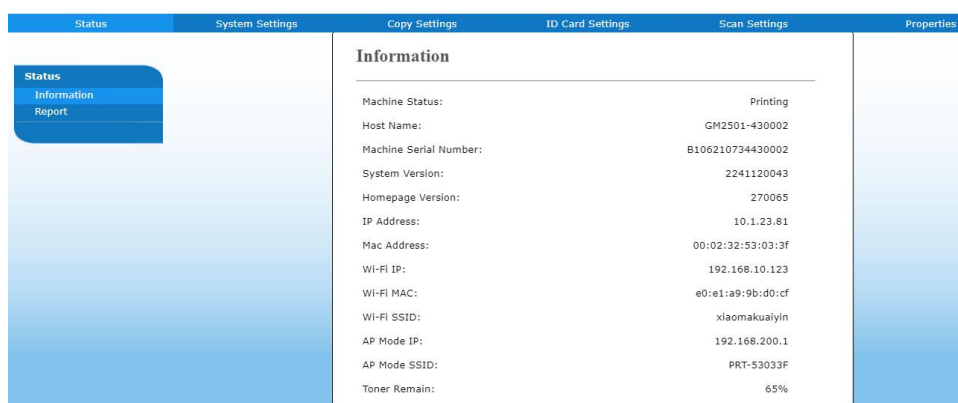 Status System Settings Copy Settings ID Card Settings Scan Settings Properties
Status
Information
Report
Information
Machine Status: Printing
Host Name: GM2501-430002
Machine Serial Number: B106210734430002
System Version: 2241120043
Homepage Version: 270065
IP Address: 10.1.23.81
Mac Address: 00:02:32:53:03:3f
Wi-Fi IP: 192.168.10.123
Wi-Fi MAC: e0:e1:a9:9b:d0:cf
Wi-Fi SSID: xiaomakuaiyin
AP Mode IP: 192.168.200.1
AP Mode SSID: PRT-53033F
Toner Remain: 65%